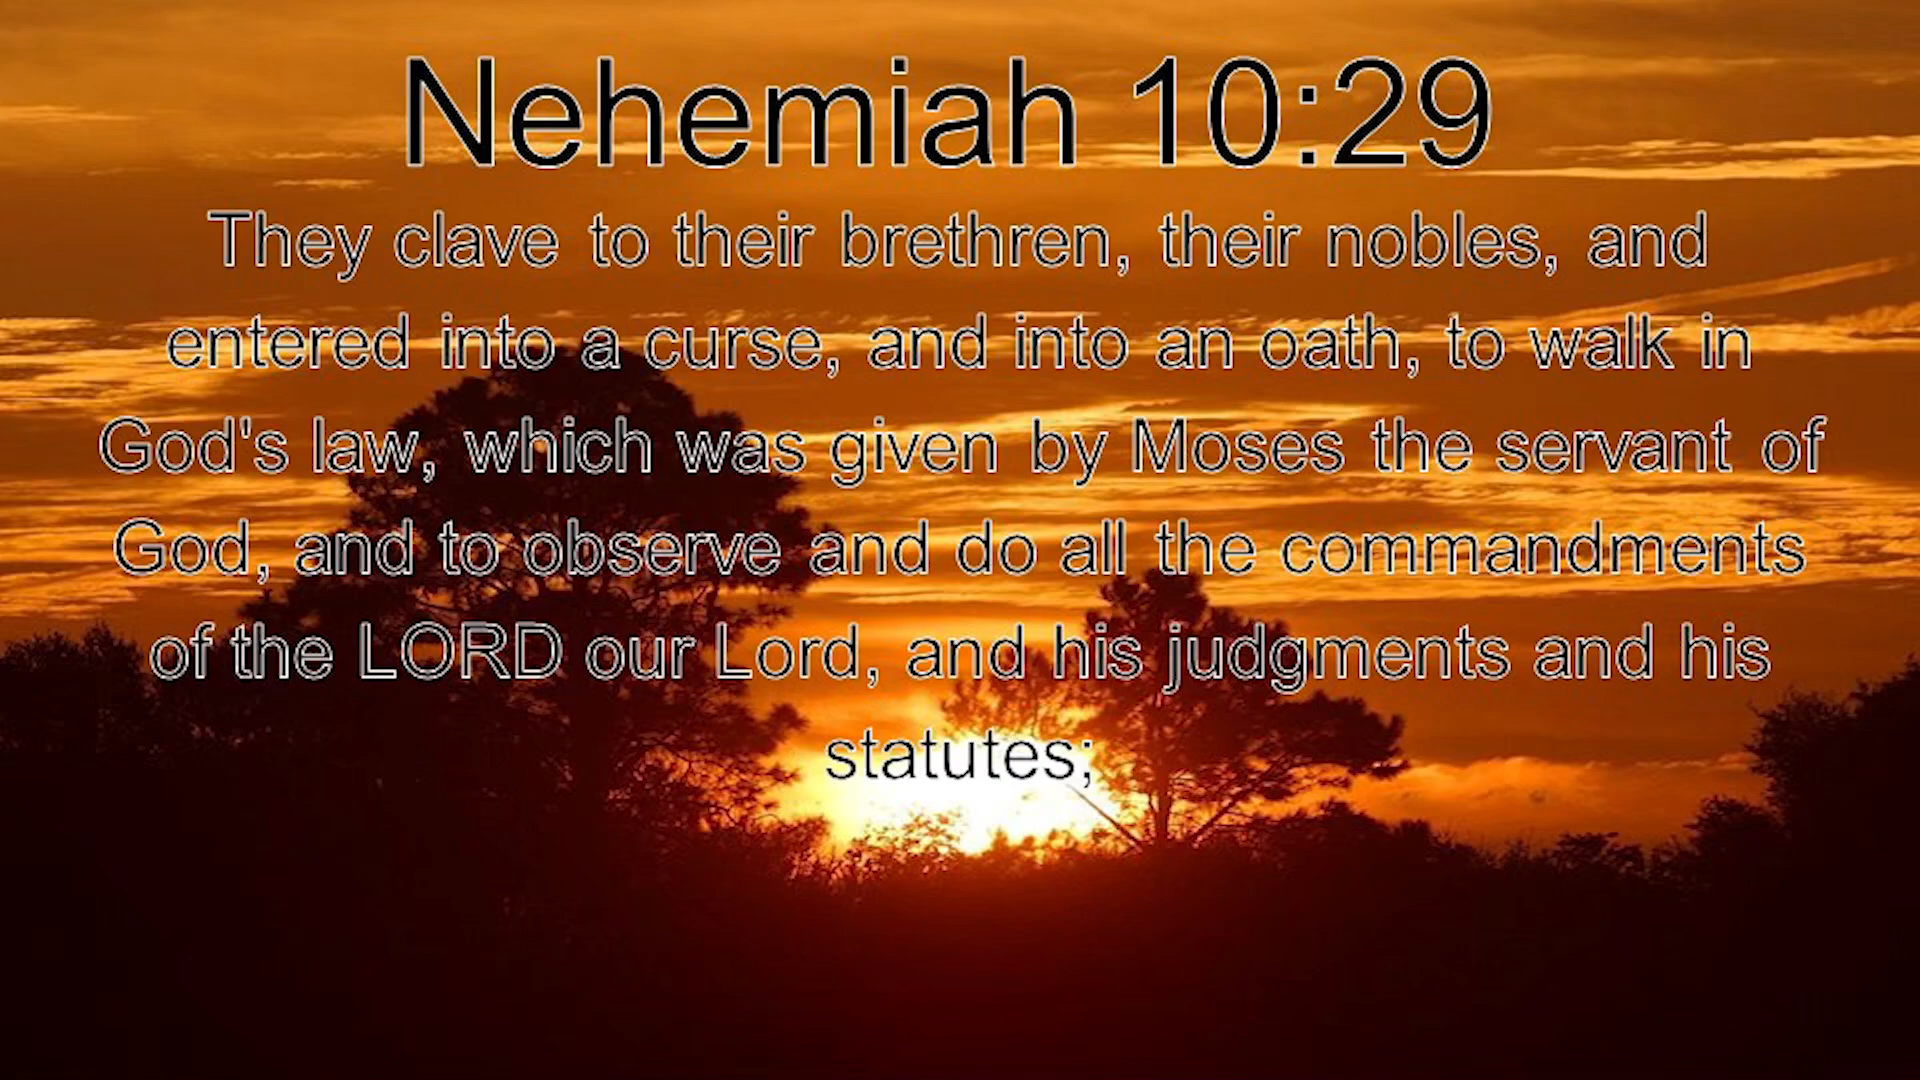 Nehemiah 10:29
They clave to their brethren, their nobles, and
entered into a curse, and into an oath, to walk in
God's law, which was given by Moses the servant of
God, and to observe and do all the commandments
of the LORD our Lord, and his judgments and his
statutes;